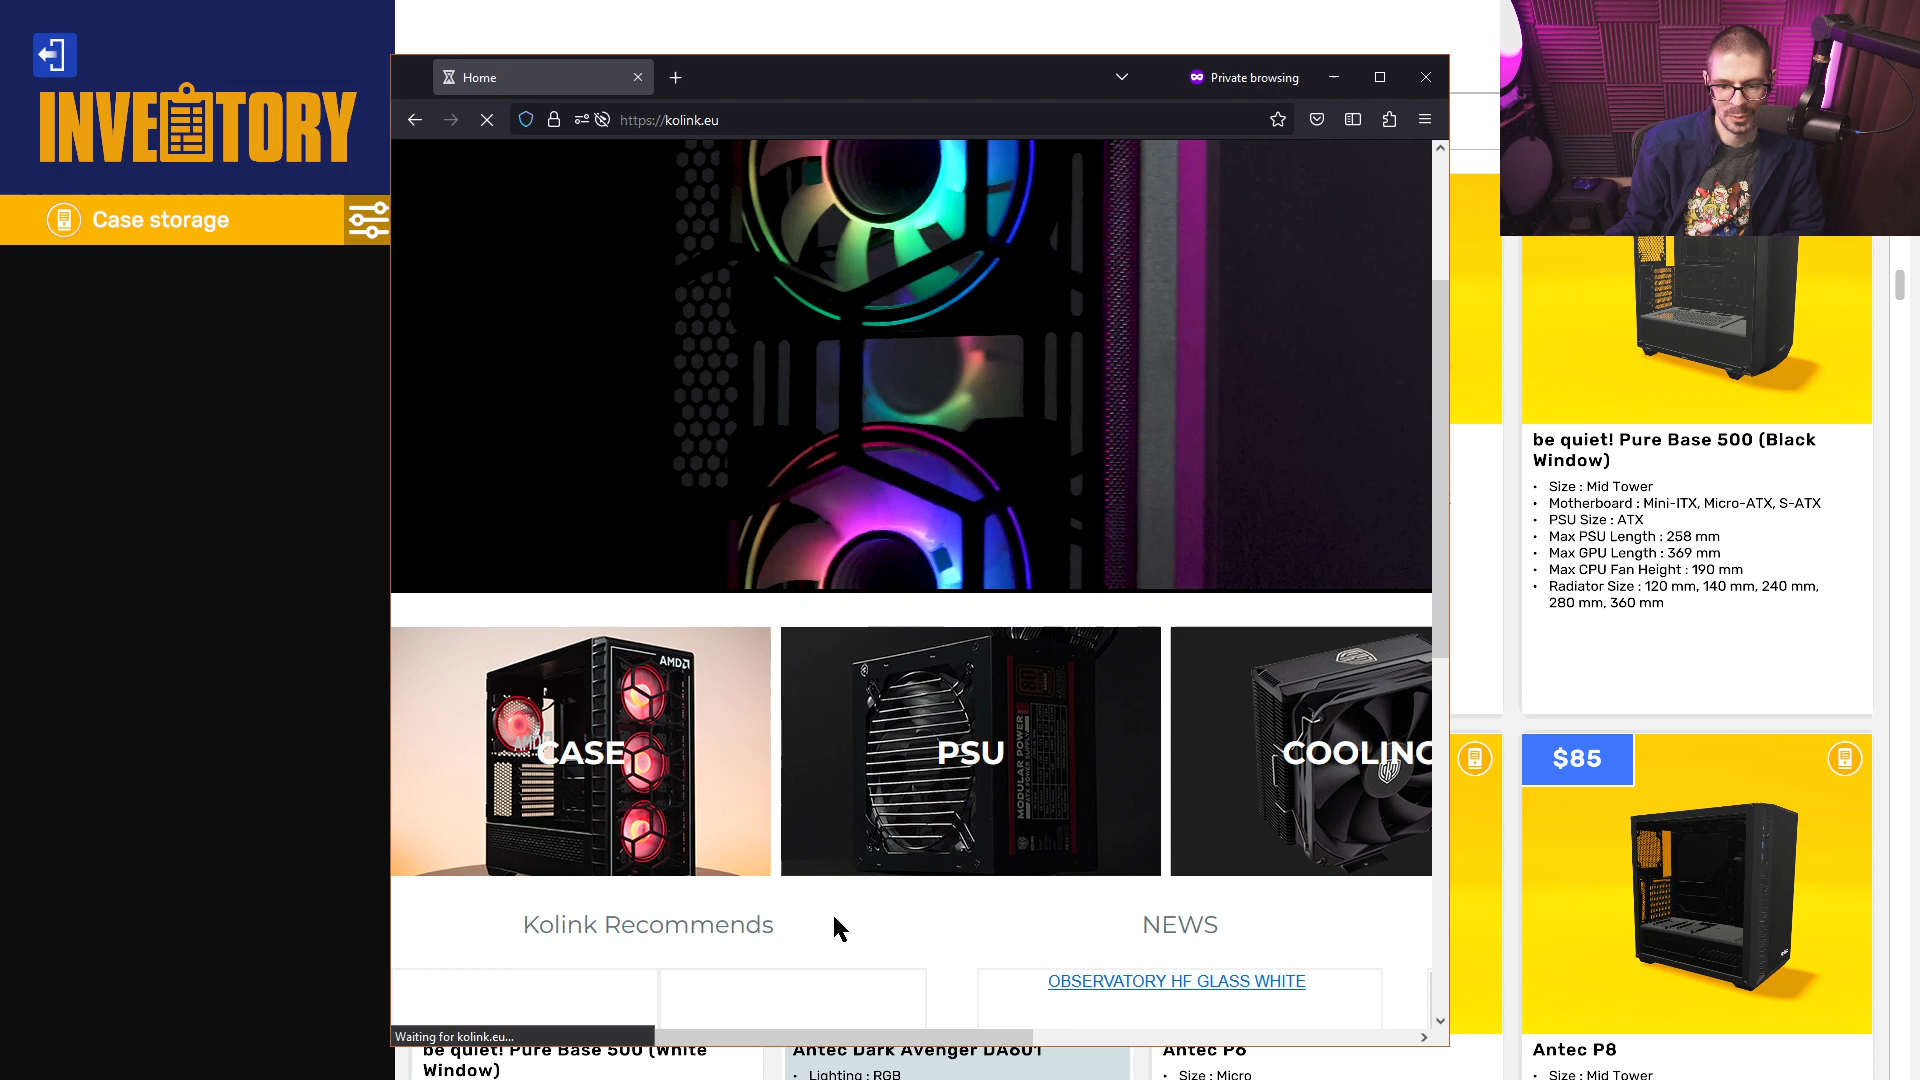 INVENTORY
Case storage
Home
Private browsing
https://kolink.eu
AMD
CASE
MODULAR POWER
PSU
COOLING
Kolink Recommends
NEWS
OBSERVATORY HF GLASS WHITE
Waiting for kolink.eu...
be quiet! Pure Base 500 (Black
Window)
• Size : Mid Tower
• Motherboard : Mini-ITX, Micro-ATX, S-ATX
• PSU Size : ATX
• Max PSU Length : 258 mm
• Max GPU Length : 369 mm
• Max CPU Fan Height : 190 mm
• Radiator Size : 120 mm, 140 mm, 240 mm,
280 mm, 360 mm
$85
be quiet! Pure Base 500 (White
Window)
Antec Dark Avenger DA601
• Lighting : RGB
Antec P6
• Size : Micro
Antec P8
• Size : Mid Tower